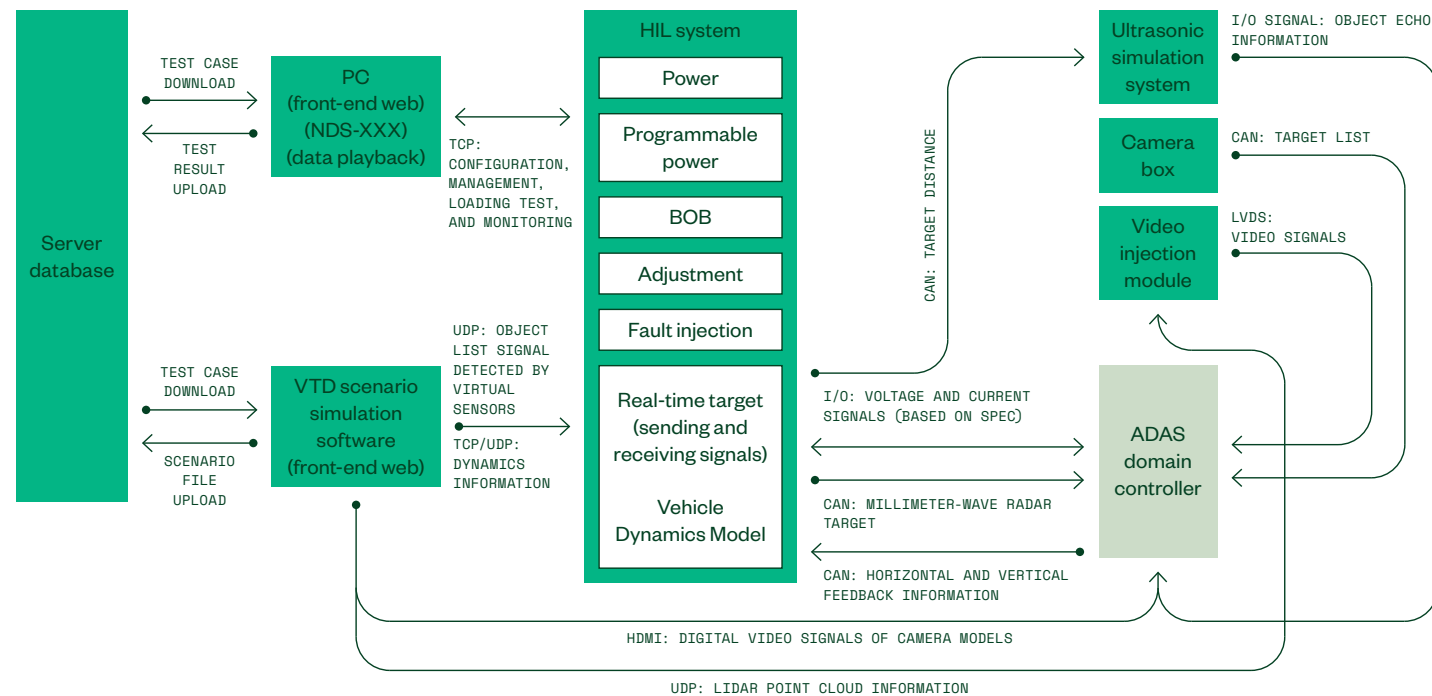 Server
database
TEST CASE
DOWNLOAD
TEST
RESULT
UPLOAD
PC
(front-end web)
(NDS-XXX)
(data playback)
TCP:
CONFIGURATION,
MANAGEMENT,
LOADING TEST,
AND MONITORING
TEST CASE
DOWNLOAD
SCENARIO
FILE
UPLOAD
VTD scenario
simulation
software
(front-end web)
UDP: OBJECT
LIST SIGNAL
DETECTED BY
VIRTUAL
SENSORS
TCP/UDP:
DYNAMICS
INFORMATION
HIL system
Power
Programmable
power
BOB
Adjustment
Fault injection
Real-time target
(sending and
receiving signals)
Vehicle
Dynamics Model
CAN: TARGET DISTANCE
I/O: VOLTAGE AND CURRENT
SIGNALS (BASED ON SPEC)
CAN: MILLIMETER-WAVE RADAR
TARGET
CAN: HORIZONTAL AND VERTICAL
FEEDBACK INFORMATION
Ultrasonic
simulation
system
I/O SIGNAL: OBJECT ECHO
INFORMATION
Camera
box
CAN: TARGET LIST
Video
injection
module
LVDS:
VIDEO SIGNALS
ADAS
domain
controller
HDMI: DIGITAL VIDEO SIGNALS OF CAMERA MODELS
UDP: LIDAR POINT CLOUD INFORMATION